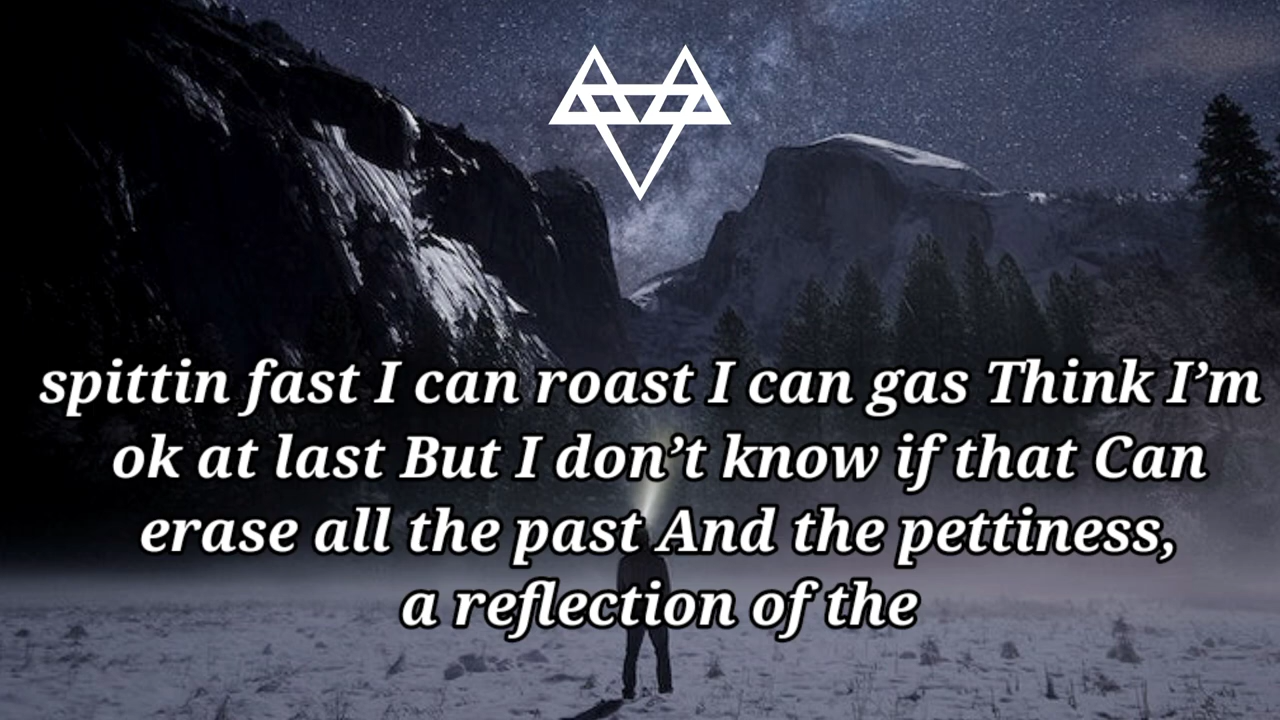 spittin fast I can roast I can gas Think I’m
ok at last But I don’t know if that Can
erase all the past And the pettiness,
a reflection of the